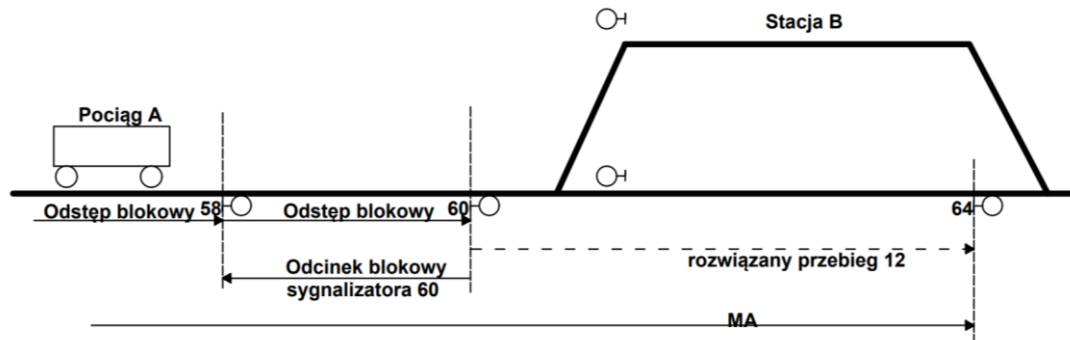 Stacja B
Pociąg A
Odstęp blokowy 58 Odstęp blokowy 60 64
rozwiązany przebieg 12
Odcinek blokowy
sygnalizatora 60
MA